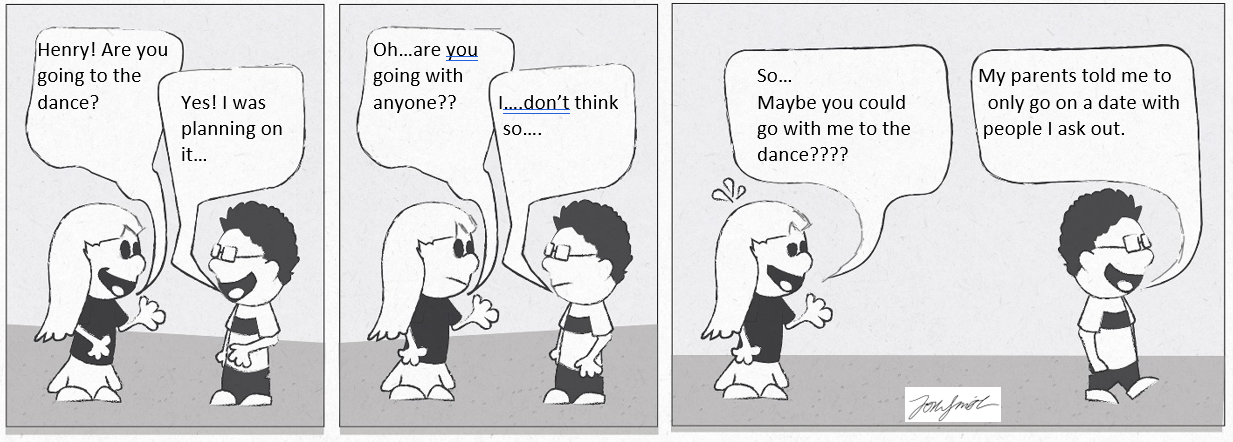 Henry! Are you
going to the
dance?
Yes! I was
planning on
it...
Oh...are you
going with
anyone??
I....don't think
so....
So...
Maybe you could
go with me to the
dance????
My parents told me to
only go on a date with
people I ask out.